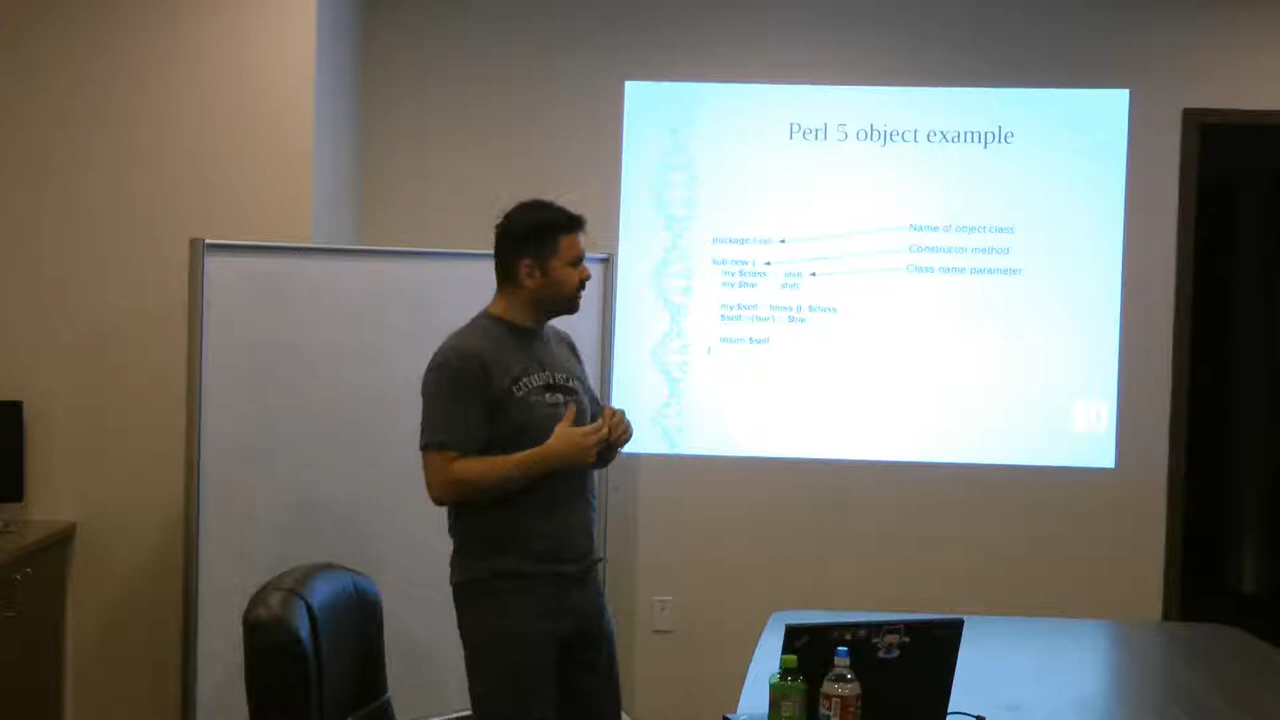 Perl 5 object example
package Foo
Name of object class
Constructor method
Class name parameter
sub new {
my $class shift
my $bar shift
my $self bless {} $class
$self {'bar'} $bar
return $self
}